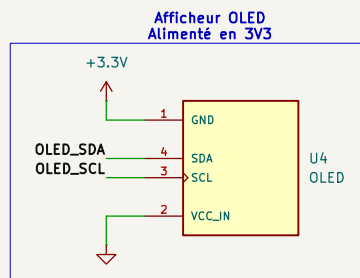 Afficheur OLED
Alimenté en 3V3
+3.3V
1 GND
OLED_SDA 4 SDA
OLED_SCL 3 SCL
U4
OLED
2 VCC_IN